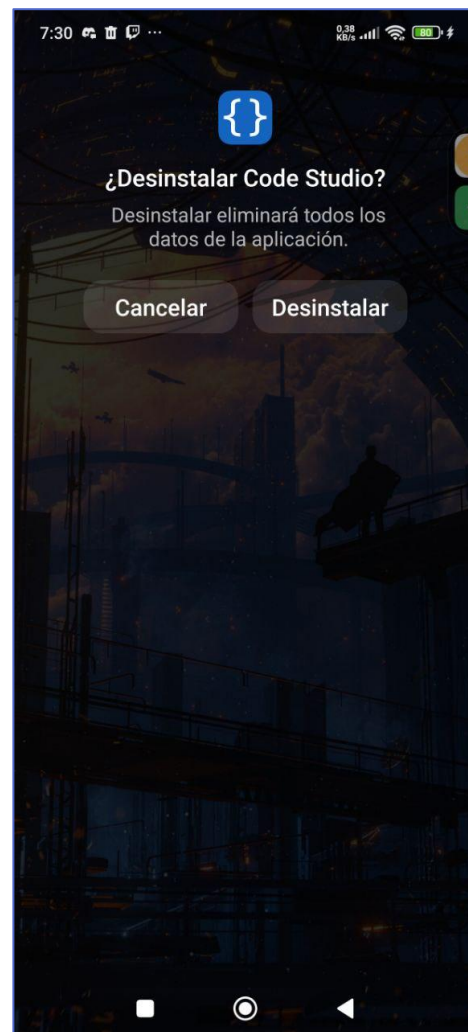 7:30 ...
0,38
KB/s
80
{}
¿Desinstalar Code Studio?
Desinstalar eliminará todos los
datos de la aplicación.
Cancelar Desinstalar